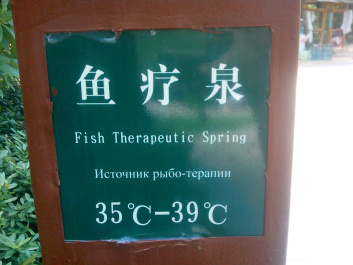 鱼疗泉
Fish Therapeutic Spring
Источник рыбо-терапии
35℃-39℃